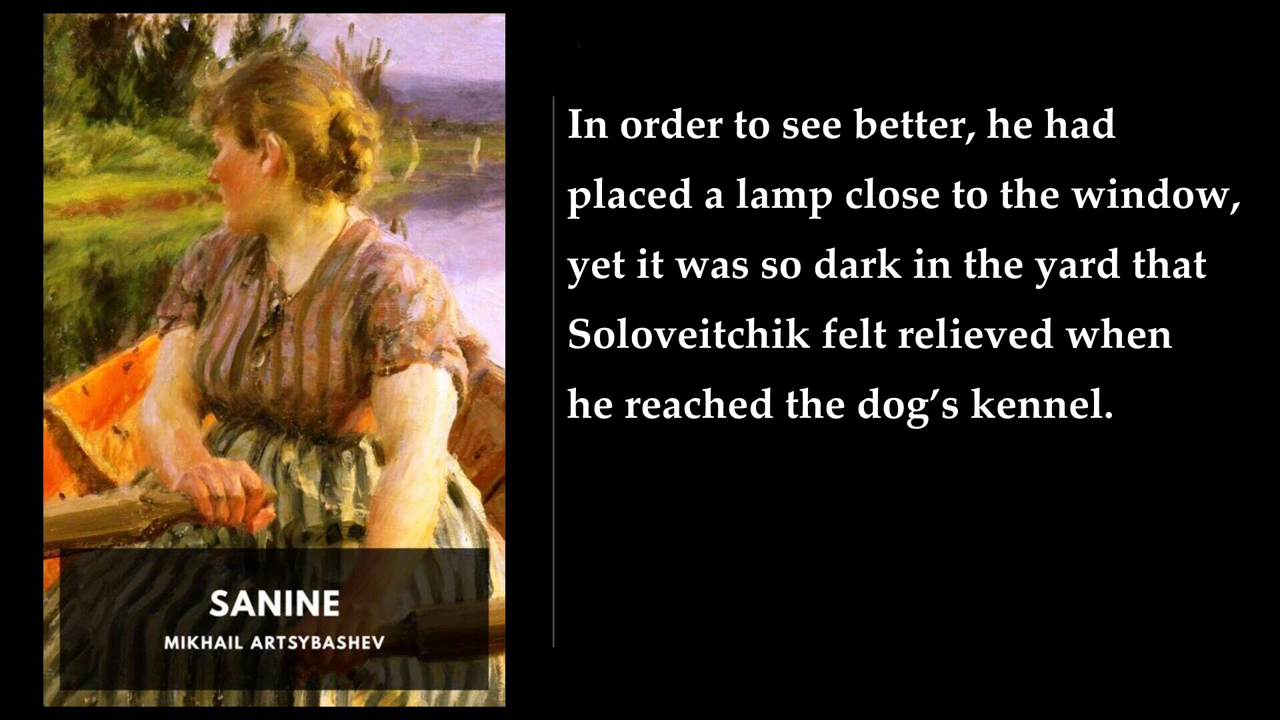 SANINE
MIKHAIL ARTSYBASHEV
In order to see better, he had
placed a lamp close to the window,
yet it was so dark in the yard that
Soloveitchik felt relieved when
he reached the dog’s kennel.